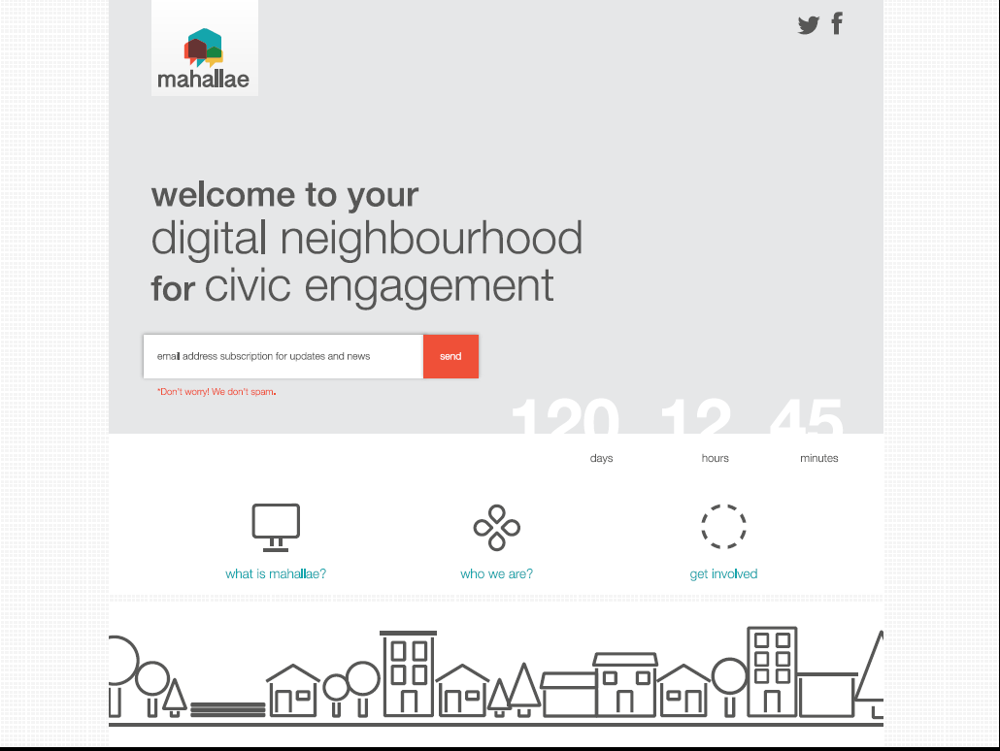 mahallae
welcome to your
digital neighbourhood
for civic engagement
email address subscription for updates and news
send
*Don't worry! We don't spam.
120 12 45
days hours minutes
what is mahallae? who we are? get involved